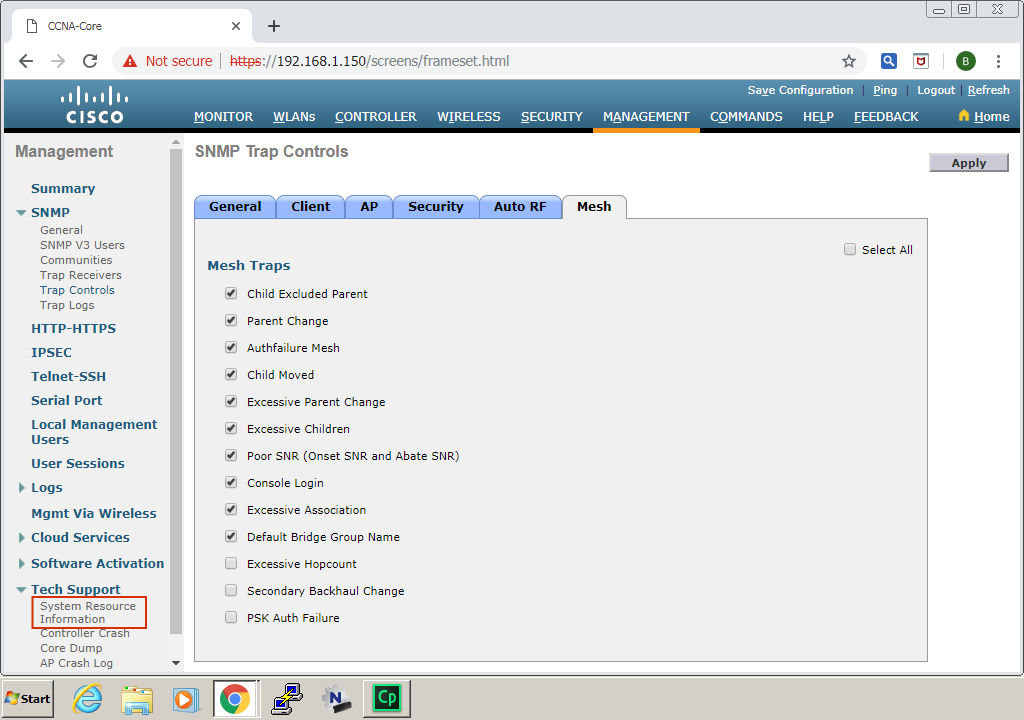 CCNA-Core
Not secure
https://192.168.1.150/screens/frameset.html
B
Save Configuration Ping Logout Refresh
CISCO
MONITOR WLANs CONTROLLER WIRELESS SECURITY MANAGEMENT COMMANDS HELP FEEDBACK Home
Management
Summary
SNMP
General
SNMP V3 Users
Communities
Trap Receivers
Trap Controls
Trap Logs
HTTP-HTTPS
IPSEC
Telnet-SSH
Serial Port
Local Management
Users
User Sessions
Logs
Mgmt Via Wireless
Cloud Services
Software Activation
Tech Support
System Resource
Information
Controller Crash
Core Dump
AP Crash Log
SNMP Trap Controls
Apply
General Client AP Security Auto RF Mesh
Select All
Mesh Traps
Child Excluded Parent
Parent Change
Authfailure Mesh
Child Moved
Excessive Parent Change
Excessive Children
Poor SNR (Onset SNR and Abate SNR)
Console Login
Excessive Association
Default Bridge Group Name
Excessive Hopcount
Secondary Backhaul Change
PSK Auth Failure
Start
N
Cp